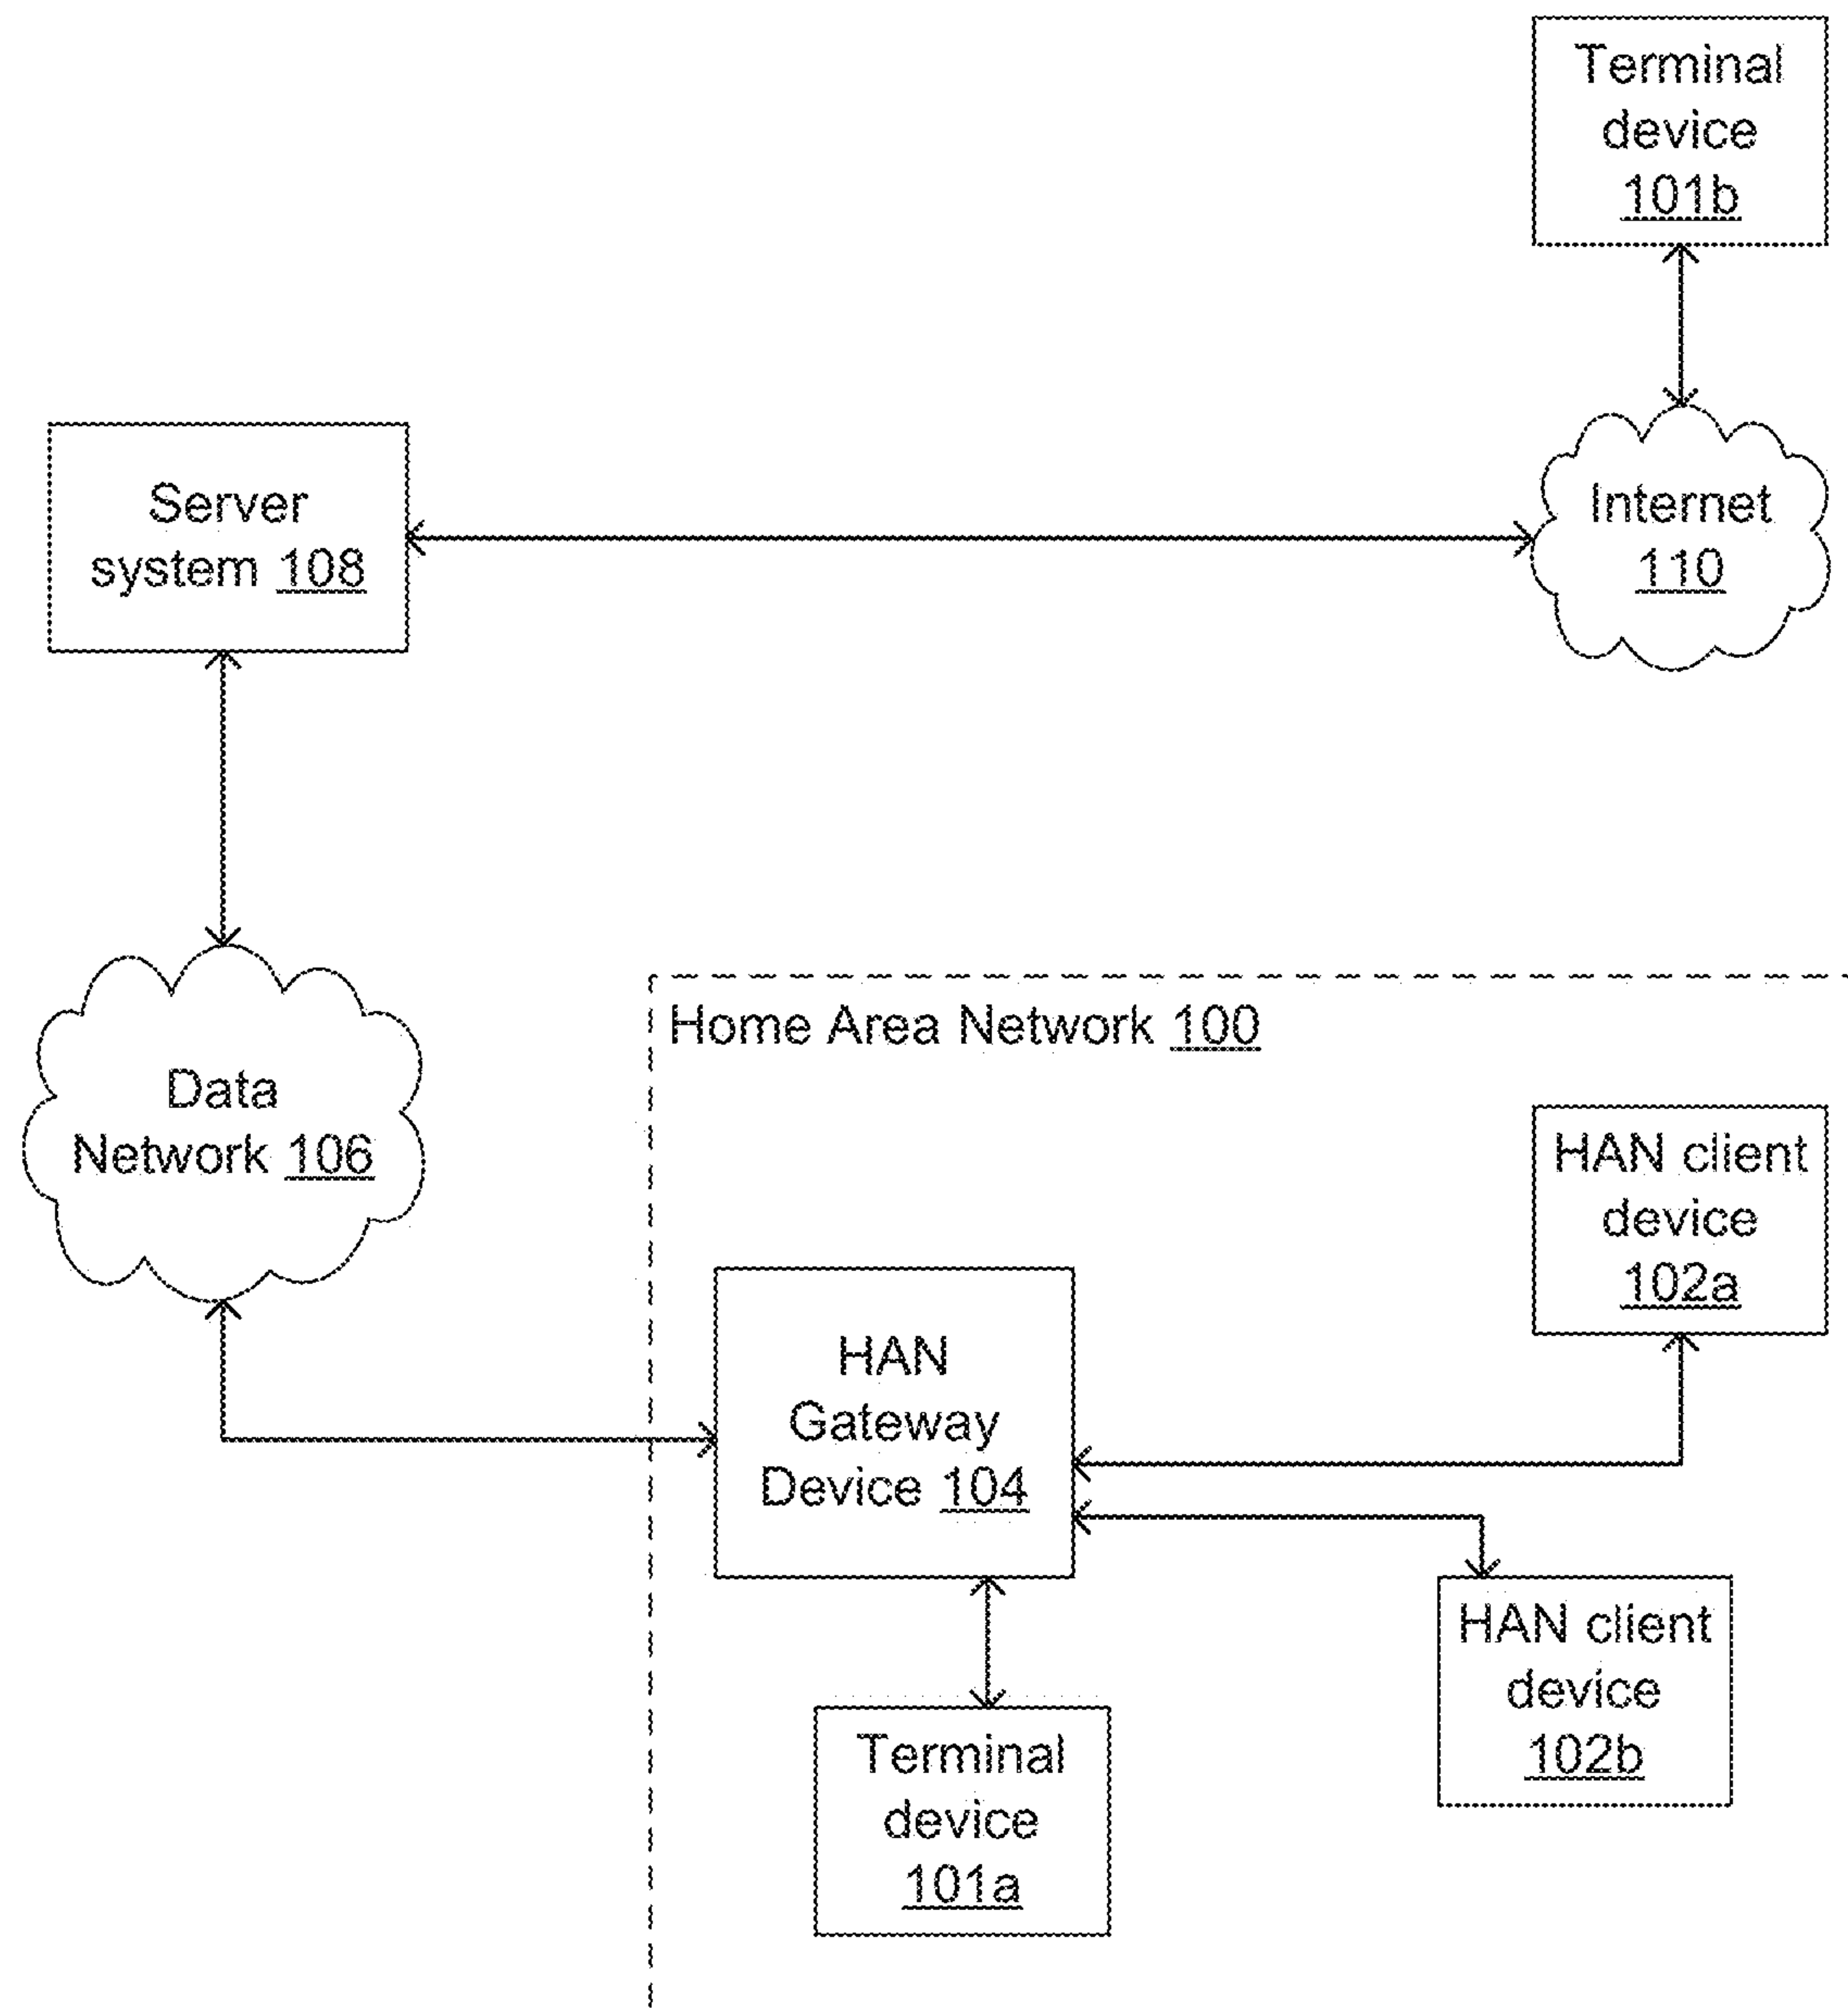 Terminal
device
101b
Server
system 108
Internet
110
Home Area Network 100
Data
Network 106
HAN client
device
102a
HAN
Gateway
Device 104
HAN client
device
102b
Terminal
device
101a